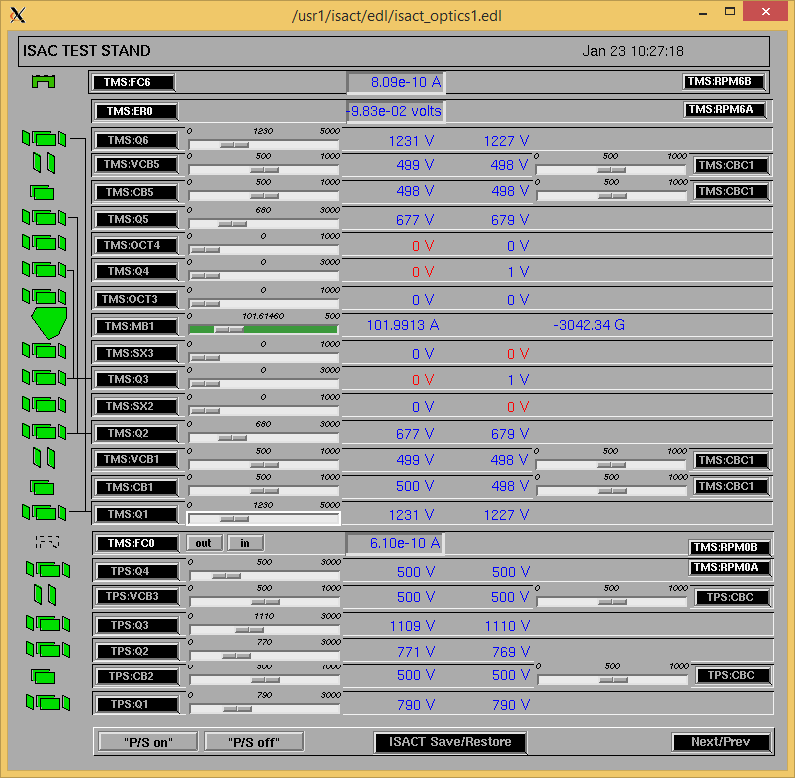 /usr1/isact/edl/isact_optics1.edl
ISAC TEST STAND Jan 23 10:27:18
TMS:FC6 8.09e-10 A TMS:RPM6B
TMS:ER0 -9.83e-02 volts TMS:RPM6A
0 1230 5000
TMS:Q6 1231 V 1227 V
0 500 1000 0 500 1000
TMS:VCB5 499 V 498 V TMS:CBC1
0 500 1000 0 500 1000
TMS:CB5 498 V 498 V TMS:CBC1
0 680 3000
TMS:Q5 677 V 679 V
0 0 1000
TMS:OCT4 0 V 0 V
0 0 3000
TMS:Q4 0 V 1 V
0 0 1000
TMS:OCT3 0 V 0 V
0 101.61460 500
TMS:MB1 101.9913 A -3042.34 G
0 0 1000
TMS:SX3 0 V 0 V
0 0 3000
TMS:Q3 0 V 1 V
0 0 1000
TMS:SX2 0 V 0 V
0 680 3000
TMS:Q2 677 V 679 V
0 500 1000 0 500 1000
TMS:VCB1 499 V 498 V TMS:CBC1
0 500 1000 0 500 1000
TMS:CB1 500 V 498 V TMS:CBC1
0 1230 5000
TMS:Q1 1231 V 1227 V
TMS:FC0 out in 6.10e-10 A TMS:RPM0B
0 500 3000
TPS:Q4 500 V 500 V TMS:RPM0A
0 500 1000 0 500 1000
TPS:VCB3 500 V 500 V TPS:CBC
0 1110 3000
TPS:Q3 1109 V 1110 V
0 770 3000
TPS:Q2 771 V 769 V
0 500 1000 0 500 1000
TPS:CB2 500 V 500 V TPS:CBC
0 790 3000
TPS:Q1 790 V 790 V
"P/S on" "P/S off" ISACT Save/Restore Next/Prev